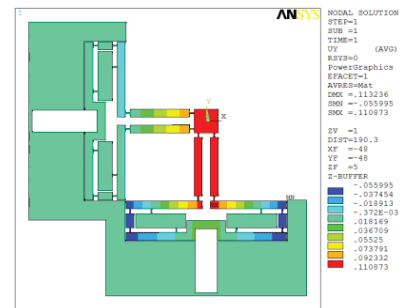 1
ANSYS
NODAL SOLUTION
STEP=1
SUB =1
TIME=1
UY (AVG)
RSYS=0
PowerGraphics
EFACET=1
AVRES=Mat
DMX =.113236
SMN =-.055995
SMX =.110873
ZV =1
DIST=190.3
XF =-48
YF =-48
ZF =5
Z-BUFFER
-.055995
-.037454
-.018913
-.372E-03
.018169
.036709
.05525
.073791
.092332
.110873
Y
X
MN